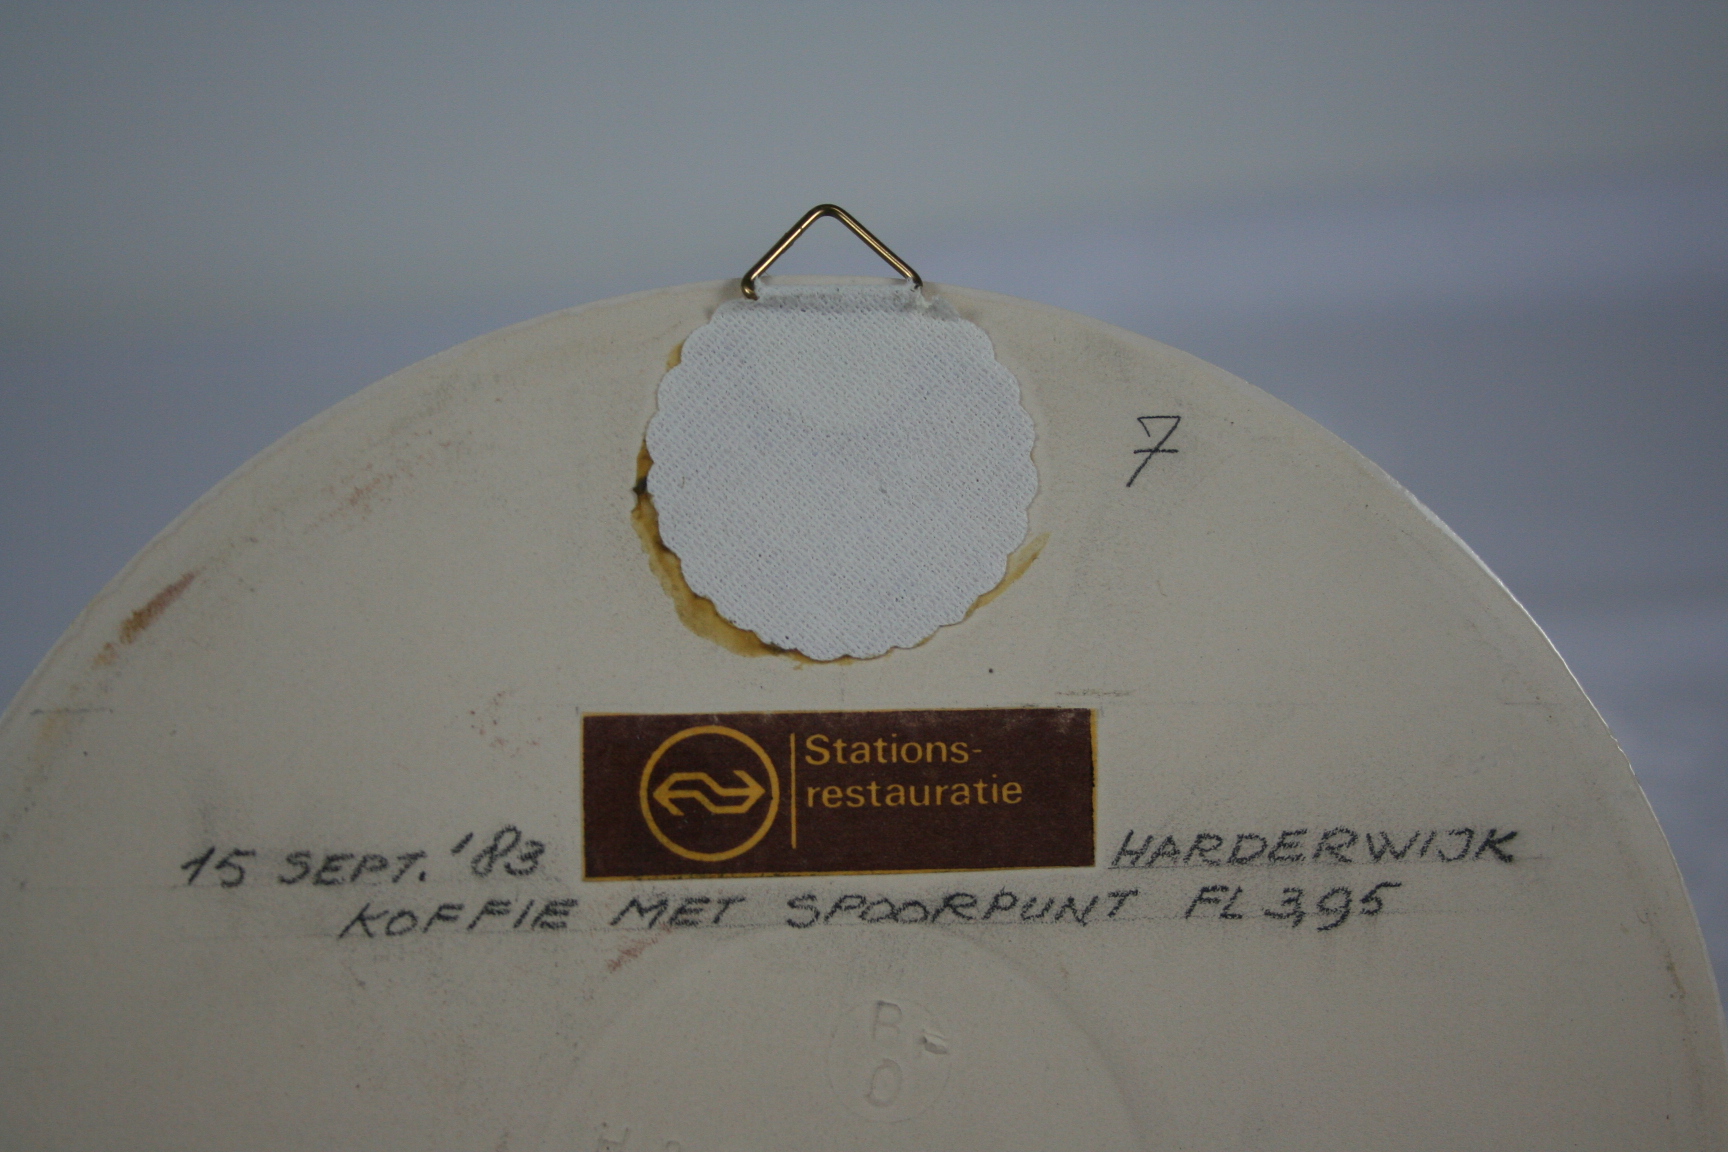 7
Stations-
restauratie
15 SEPT. '83 HARDERWIJK
KOFFIE MET SPOORPUNT FL 3,95